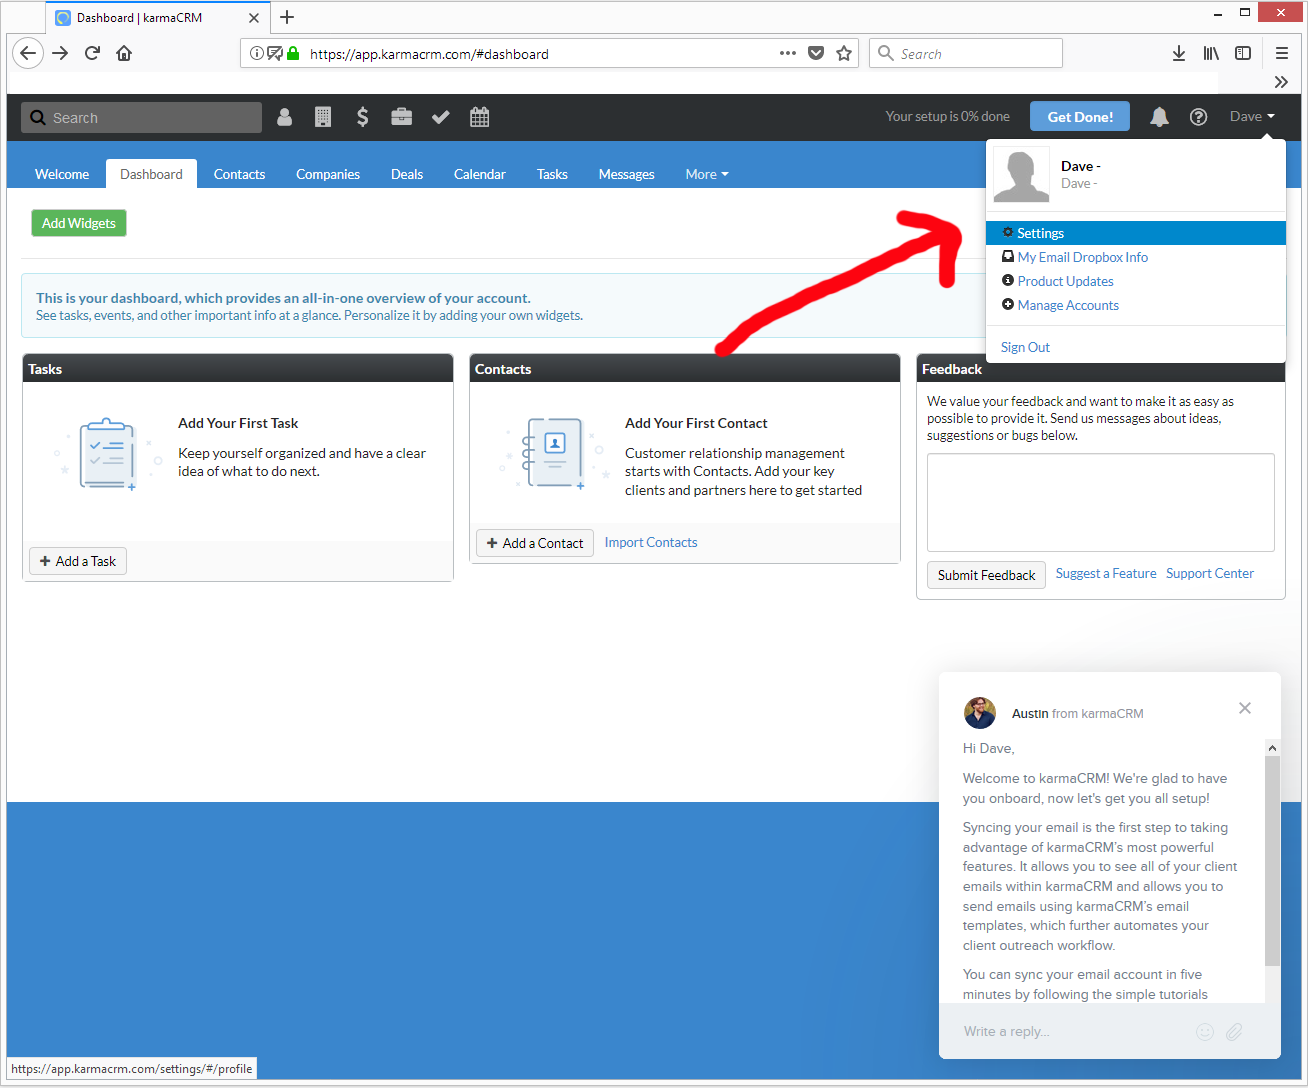 Dashboard | karmaCRM
https://app.karmacrm.com/#dashboard
Search
Search
Your setup is 0% done
Get Done!
Dave
Welcome
Dashboard
Contacts
Companies
Deals
Calendar
Tasks
Messages
More
Dave -
Dave -
Settings
My Email Dropbox Info
Product Updates
Manage Accounts
Sign Out
Add Widgets
This is your dashboard, which provides an all-in-one overview of your account.
See tasks, events, and other important info at a glance. Personalize it by adding your own widgets.
Tasks
Add Your First Task
Keep yourself organized and have a clear
idea of what to do next.
Add a Task
Contacts
Add Your First Contact
Customer relationship management
starts with Contacts. Add your key
clients and partners here to get started
Add a Contact
Import Contacts
Feedback
We value your feedback and want to make it as easy as
possible to provide it. Send us messages about ideas,
suggestions or bugs below.
Submit Feedback
Suggest a Feature
Support Center
Austin from karmaCRM
Hi Dave,
Welcome to karmaCRM! We're glad to have
you onboard, now let's get you all setup!
Syncing your email is the first step to taking
advantage of karmaCRM's most powerful
features. It allows you to see all of your client
emails within karmaCRM and allows you to
send emails using karmaCRM's email
templates, which further automates your
client outreach workflow.
You can sync your email account in five
minutes by following the simple tutorials
Write a reply...
https://app.karmacrm.com/settings/#/profile